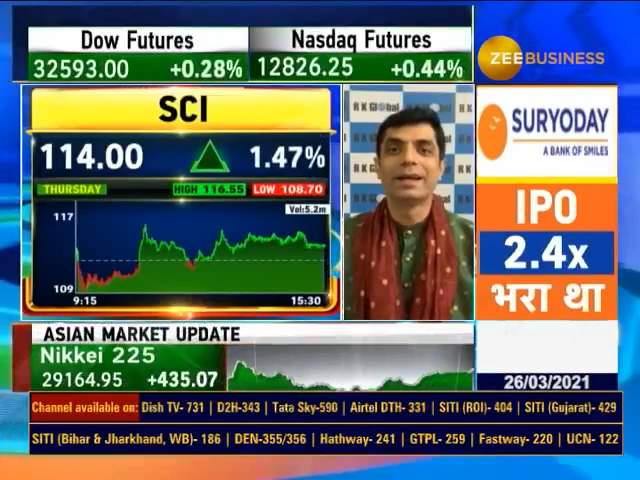 Dow Futures
32593.00 +0.28%
Nasdaq Futures
12826.25 +0.44%
ZEE BUSINESS
SCI
114.00 1.47%
THURSDAY HIGH 116.55 LOW 108.70
Vol:5.2m
117
109
9:15 15:30
RK Global
SURYODAY
A BANK OF SMILES
IPO
2.4x
भरा था
26/03/2021
ASIAN MARKET UPDATE
Nikkei 225
29164.95 +435.07
Channel available on: Dish TV- 731 | D2H-343 | Tata Sky-590 | Airtel DTH- 331 | SITI (ROI)- 404 | SITI (Gujarat)- 429
SITI (Bihar & Jharkhand, WB)- 186 | DEN-355/356 | Hathway- 241 | GTPL- 259 | Fastway- 220 | UCN- 122